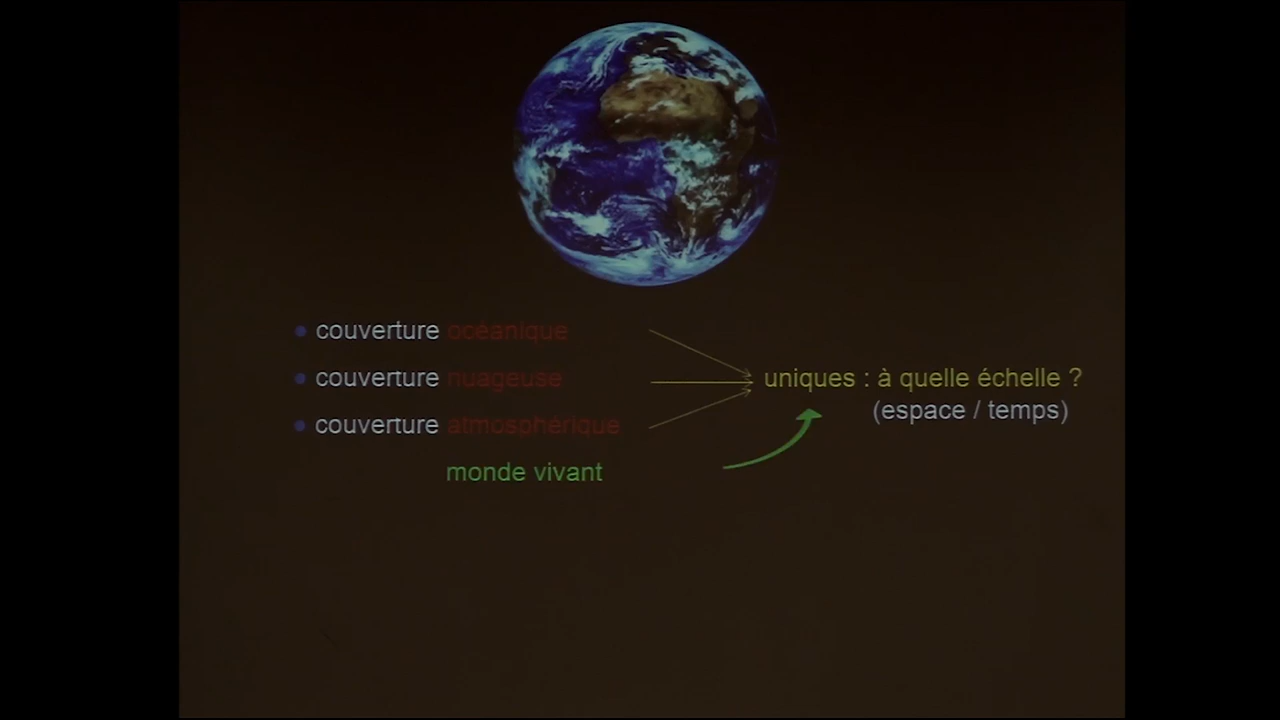 couverture océanique
couverture nuageuse
couverture atmosphérique
uniques : à quelle échelle ?
(espace / temps)
monde vivant